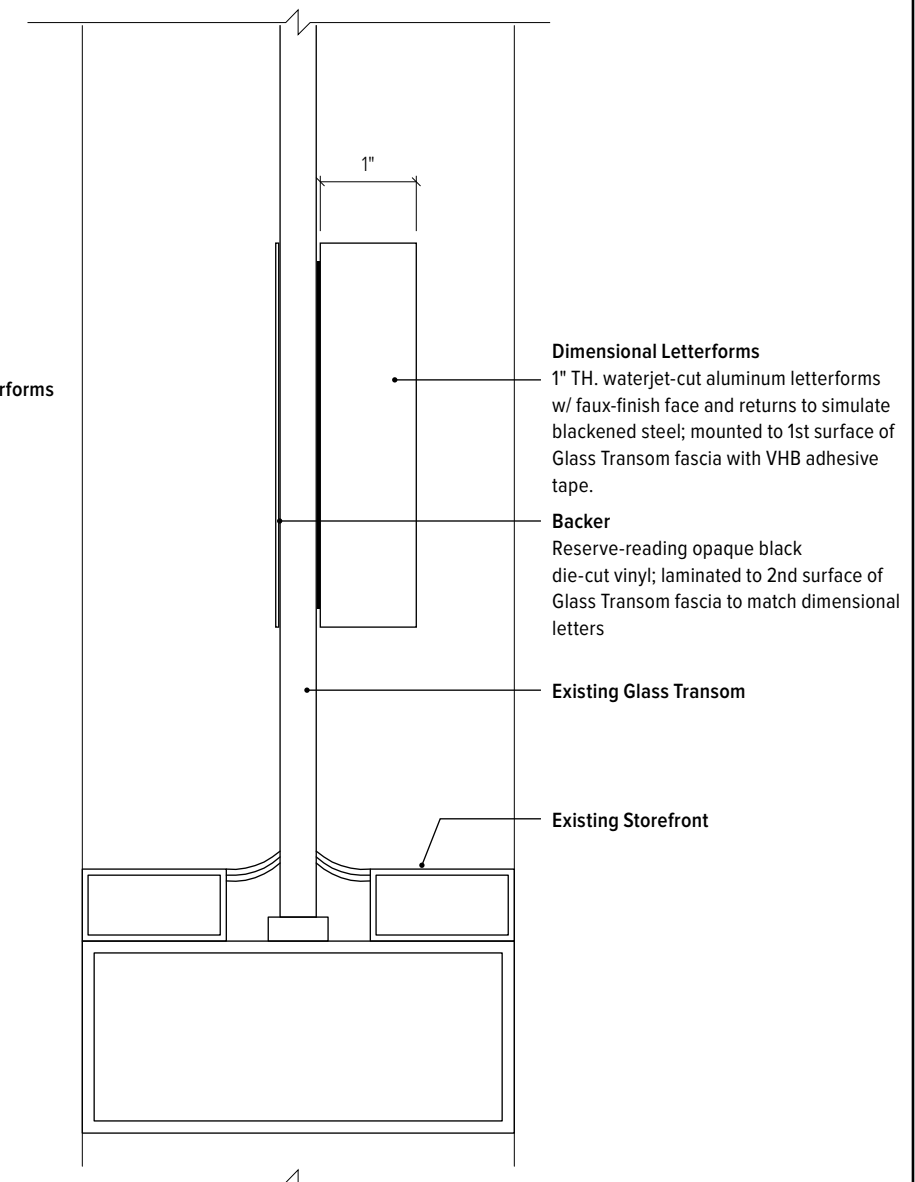 1"
rforms
Dimensional Letterforms
1" TH. waterjet-cut aluminum letterforms
w/ faux-finish face and returns to simulate
blackened steel; mounted to 1st surface of
Glass Transom fascia with VHB adhesive
tape.
Backer
Reserve-reading opaque black
die-cut vinyl; laminated to 2nd surface of
Glass Transom fascia to match dimensional
letters
Existing Glass Transom
Existing Storefront